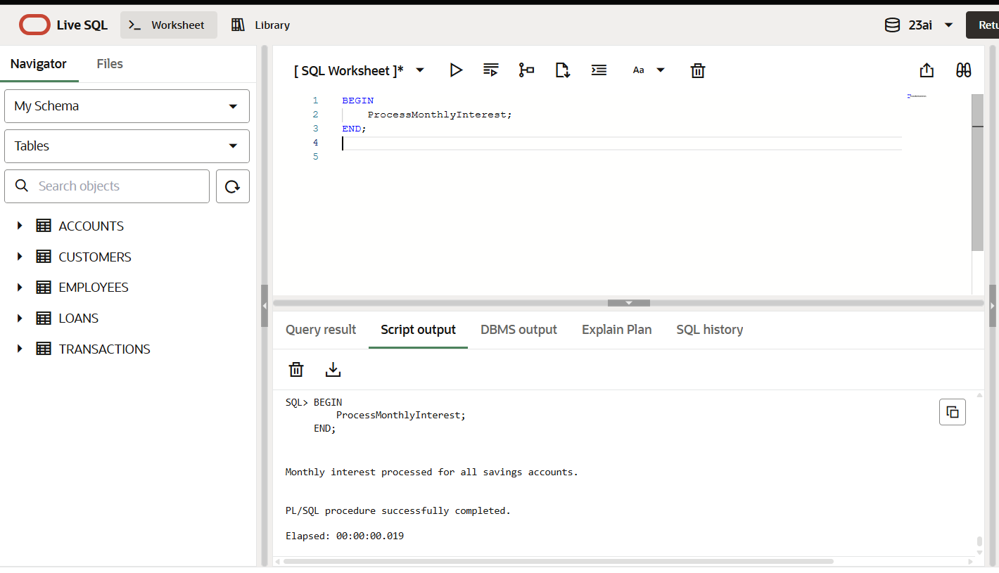 Live SQL
Worksheet
Library
23ai
Retu
Navigator
Files
My Schema
Tables
Search objects
ACCOUNTS
CUSTOMERS
EMPLOYEES
LOANS
TRANSACTIONS
[ SQL Worksheet ]*
Aa
1 BEGIN
2 ProcessMonthlyInterest;
3 END;
4
5
Query result
Script output
DBMS output
Explain Plan
SQL history
SQL> BEGIN
ProcessMonthlyInterest;
END;
Monthly interest processed for all savings accounts.
PL/SQL procedure successfully completed.
Elapsed: 00:00:00.019